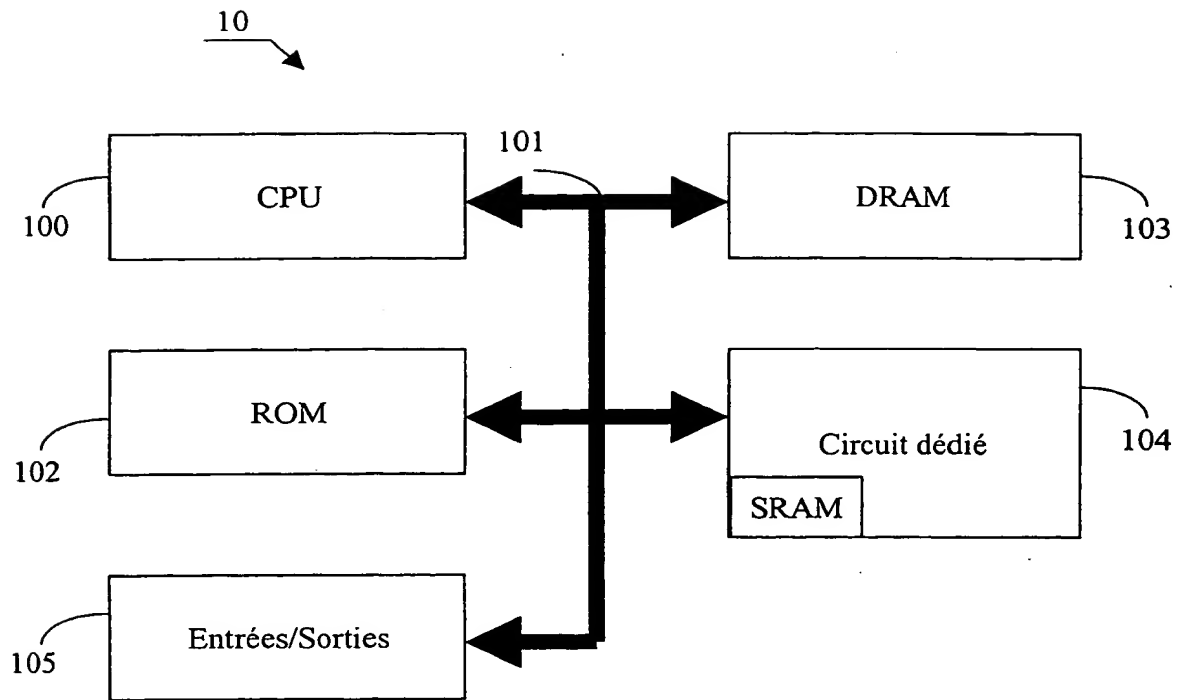 10
101
CPU
DRAM
100
103
ROM
Circuit dédié
102
104
SRAM
Entrées/Sorties
105